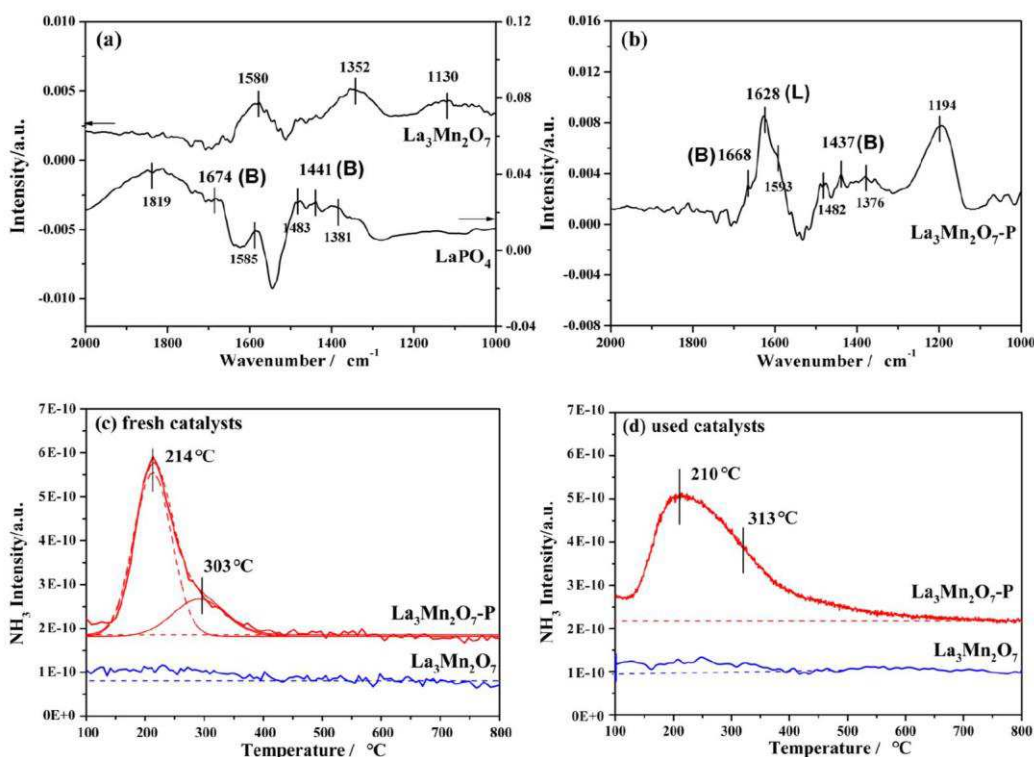 (a)
0.010
0.005
0.000
-0.005
-0.010
Intensity/a.u.
0.12
0.08
0.04
0.00
-0.04
1580
1352
1130
La₃Mn₂O₇
1674 (B)
1441 (B)
1819
1585
1483
1381
LaPO₄
2000 1800 1600 1400 1200 1000
Wavenumber / cm⁻¹
(b)
0.016
0.012
0.008
0.004
0.000
-0.004
-0.008
Intensity/a.u.
1628 (L)
1194
(B) 1668
1437 (B)
1593
1482
1376
La₃Mn₂O₇-P
2000 1800 1600 1400 1200 1000
Wavenumber / cm⁻¹
(c) fresh catalysts
7E-10
6E-10
5E-10
4E-10
3E-10
2E-10
1E-10
0E+0
NH₃ Intensity/a.u.
214°C
303°C
La₃Mn₂O₇-P
La₃Mn₂O₇
100 200 300 400 500 600 700 800
Temperature / °C
(d) used catalysts
7E-10
6E-10
5E-10
4E-10
3E-10
2E-10
1E-10
0E+0
NH₃ Intensity/a.u.
210°C
313°C
La₃Mn₂O₇-P
La₃Mn₂O₇
100 200 300 400 500 600 700 800
Temperature / °C